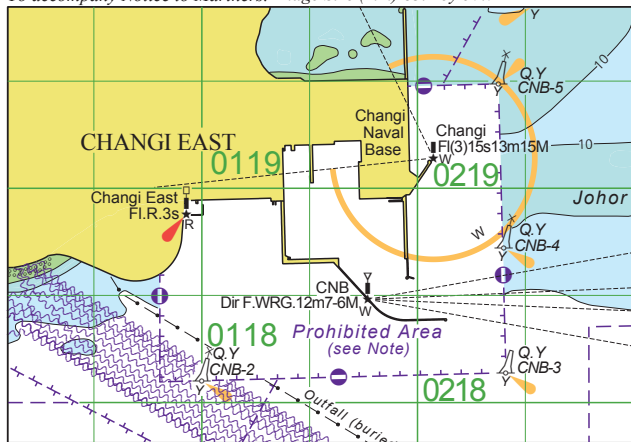 To accompany Notice to Mariners:
Y
Q.Y
CNB-5
10
Changi
Naval
Base
Changi
Fl(3)15s13m15M
W
10
CHANGI EAST
0119
0219
Changi East
Fl.R.3s
R
Johor
W
Q.Y
CNB-4
Y
CNB
Dir F.WRG.12m7-6M
W
Prohibited Area
(see Note)
0118
Q.Y
CNB-2
Y
Q.Y
CNB-3
Y
0218
Outfall (buried